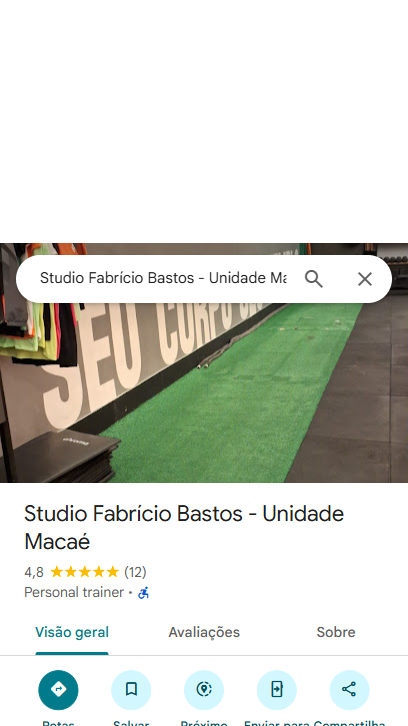 Studio Fabrício Bastos - Unidade Ma
SEU CORPO
Studio Fabrício Bastos - Unidade
Macaé
4,8 (12)
Personal trainer •
Visão geral Avaliações Sobre
Rotas Salvar Próximo Enviar para Compartilha